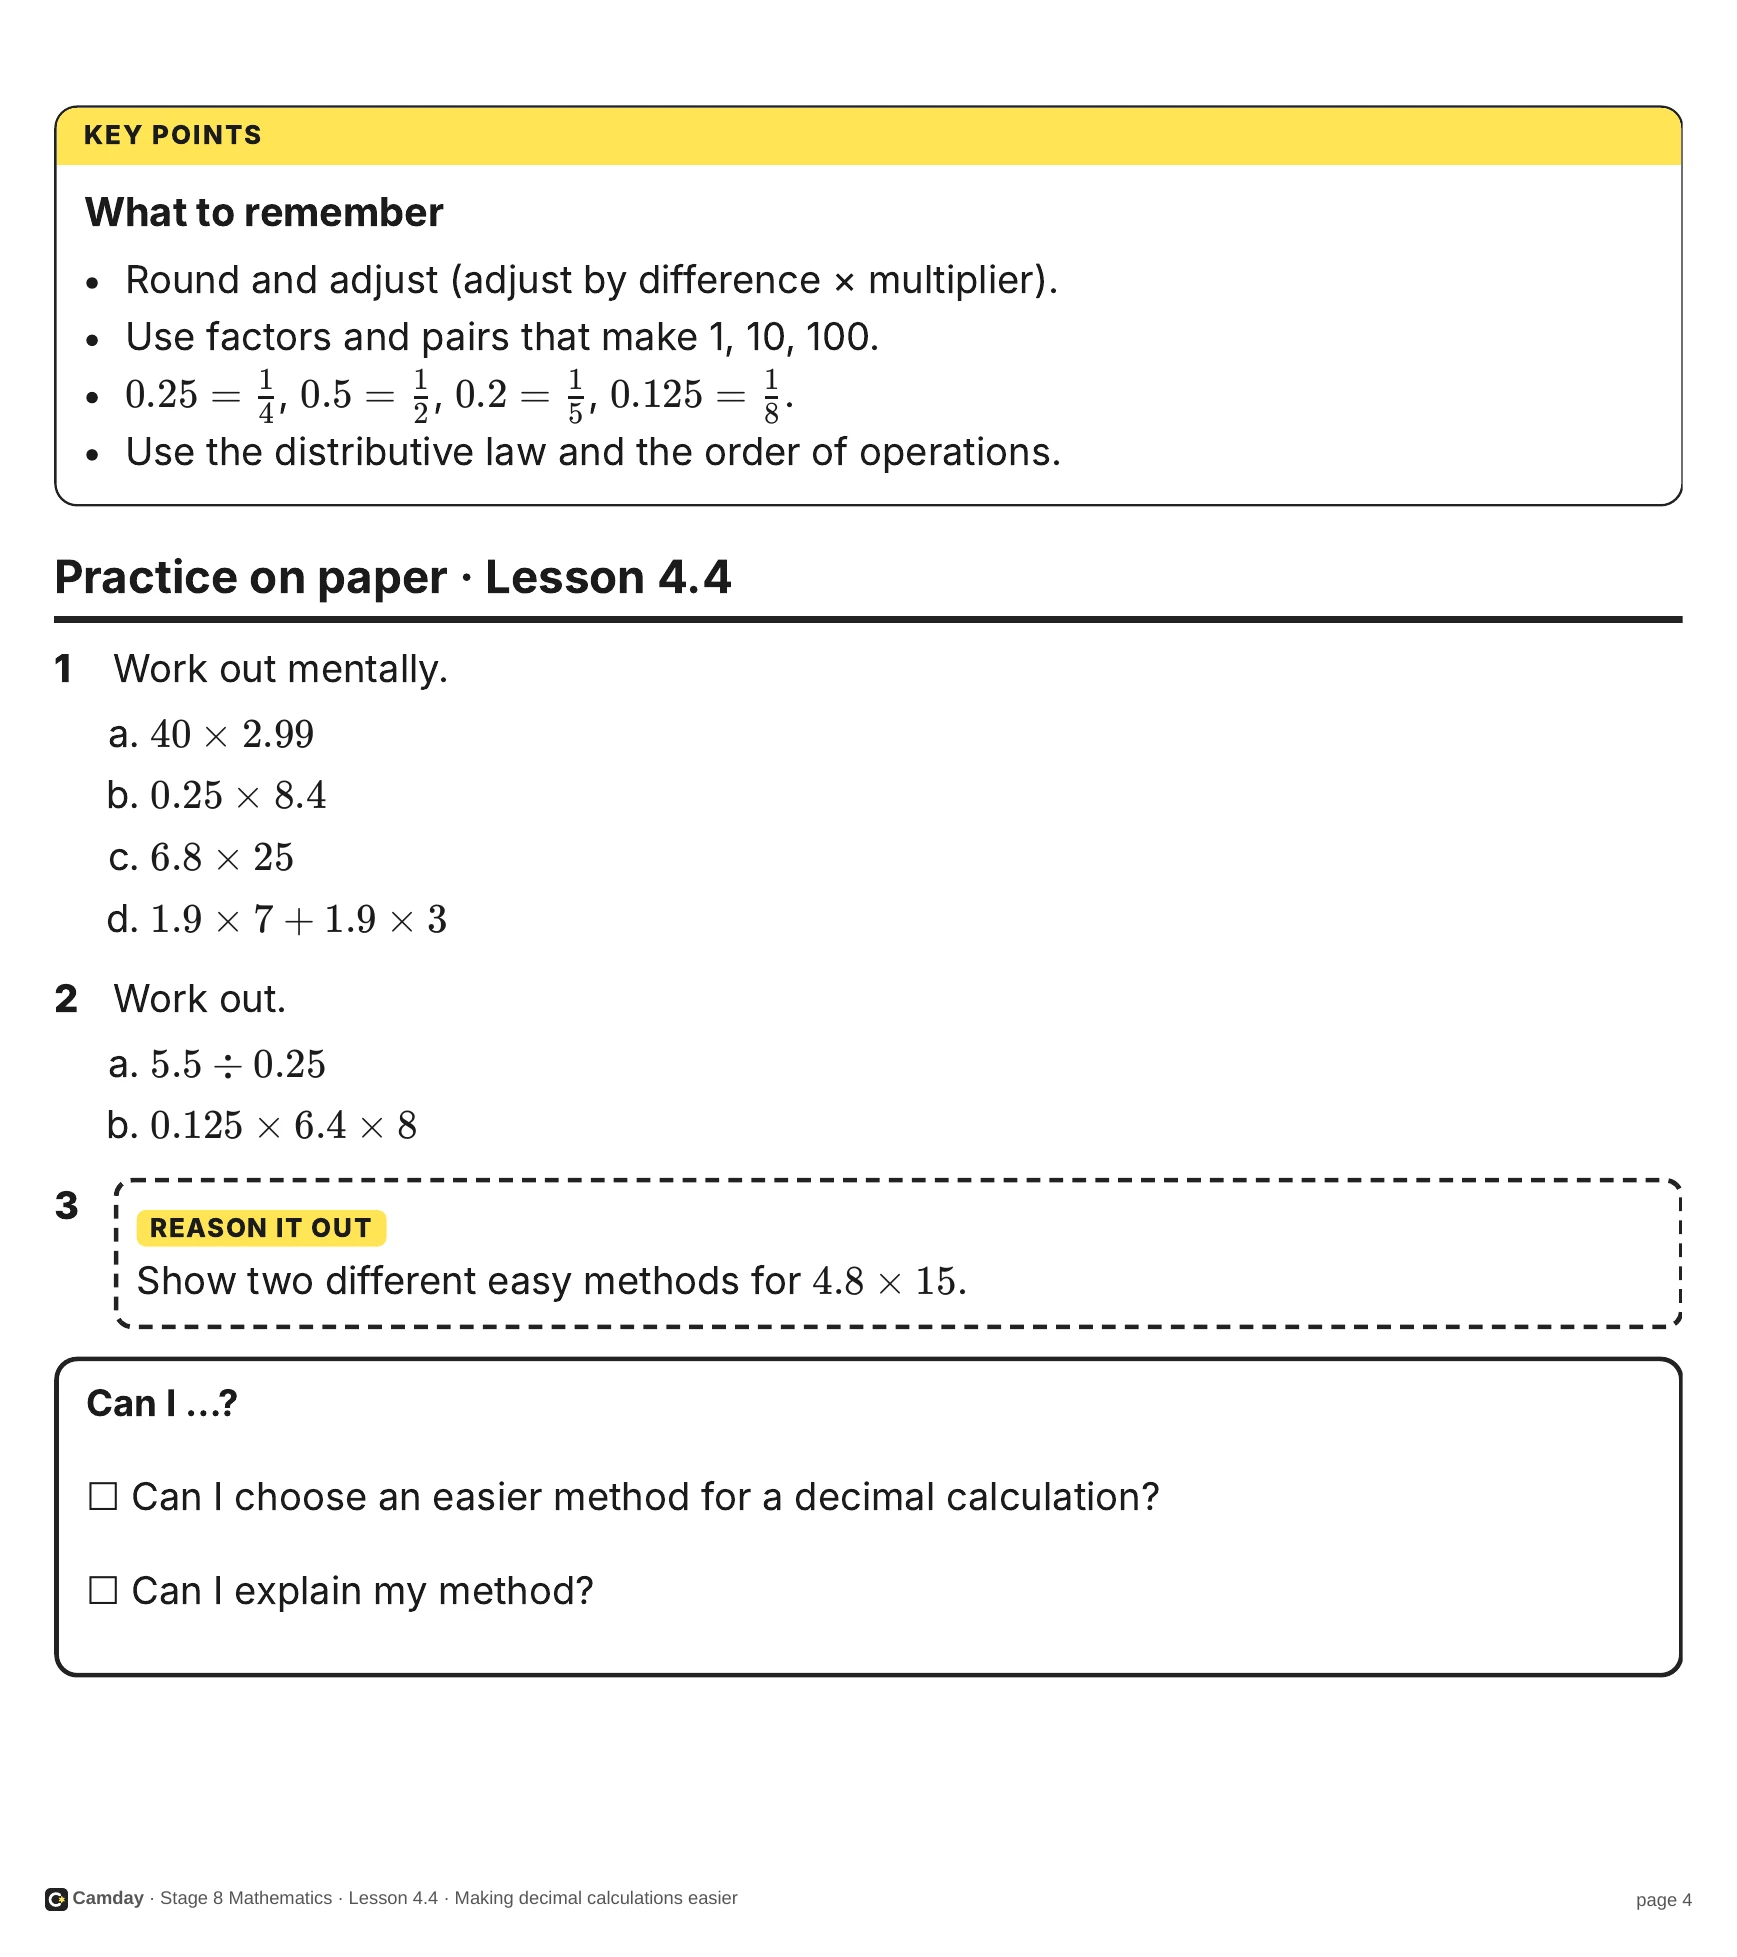 KEY POINTS
What to remember
• Round and adjust (adjust by difference × multiplier).
• Use factors and pairs that make 1, 10, 100.
• 0.25 = 1/4, 0.5 = 1/2, 0.2 = 1/5, 0.125 = 1/8.
• Use the distributive law and the order of operations.
Practice on paper · Lesson 4.4
1 Work out mentally.
a. 40 × 2.99
b. 0.25 × 8.4
c. 6.8 × 25
d. 1.9 × 7 + 1.9 × 3
2 Work out.
a. 5.5 ÷ 0.25
b. 0.125 × 6.4 × 8
3 REASON IT OUT
Show two different easy methods for 4.8 × 15.
Can I ...?
☐ Can I choose an easier method for a decimal calculation?
☐ Can I explain my method?
Camday · Stage 8 Mathematics · Lesson 4.4 · Making decimal calculations easier page 4